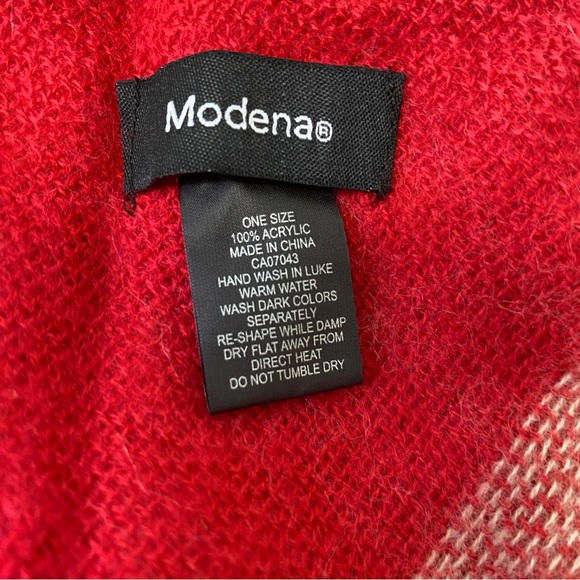 Modena®
ONE SIZE
100% ACRYLIC
MADE IN CHINA
CA07043
HAND WASH IN LUKE
WARM WATER
WASH DARK COLORS
SEPARATELY
RE-SHAPE WHILE DAMP
DRY FLAT AWAY FROM
DIRECT HEAT
DO NOT TUMBLE DRY